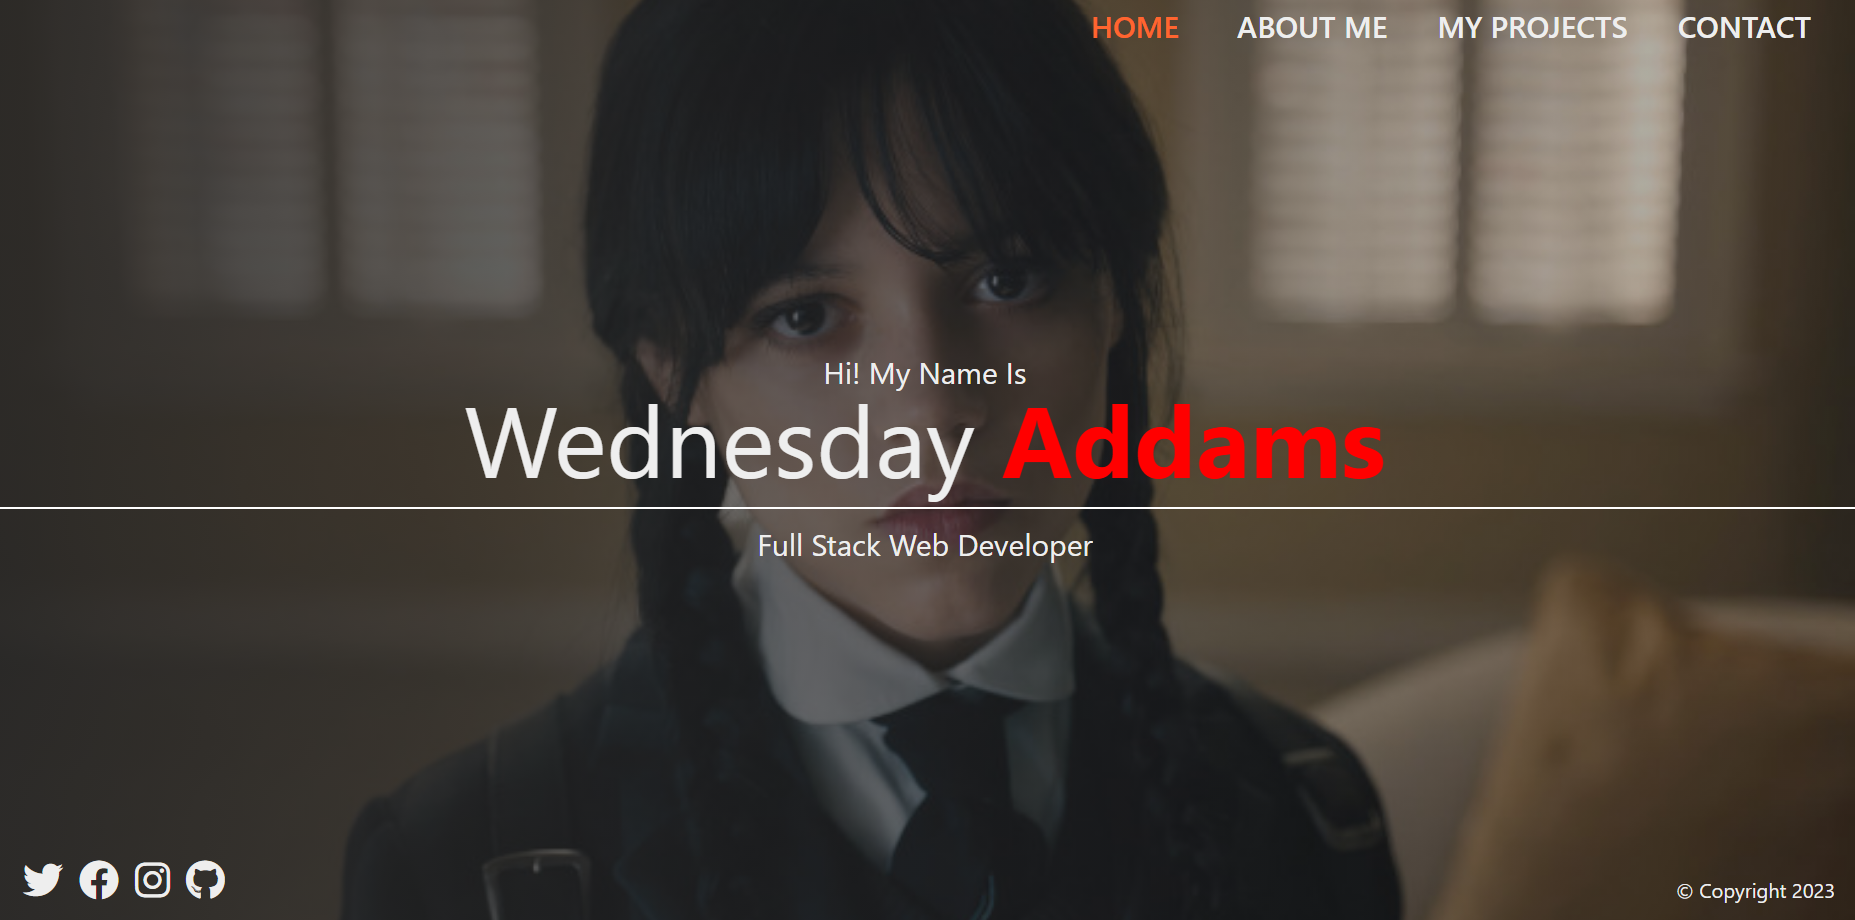 HOME ABOUT ME MY PROJECTS CONTACT
Hi! My Name Is
Wednesday Addams
Full Stack Web Developer
© Copyright 2023